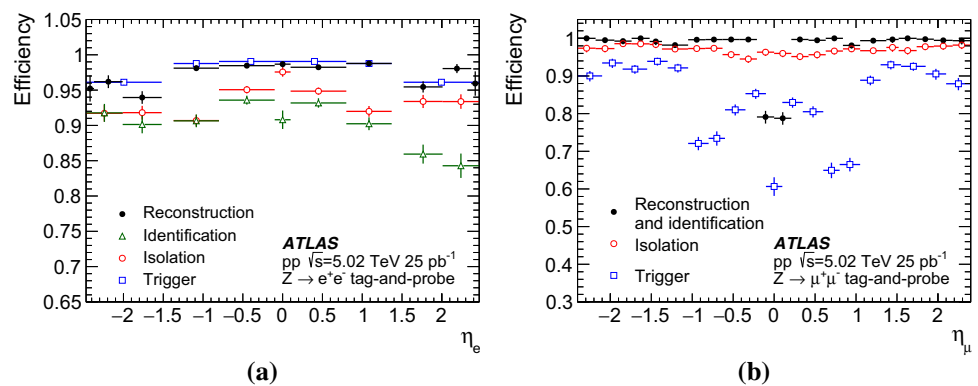 Efficiency
1.05
1
0.95
0.9
0.85
0.8
0.75
0.7
0.65
Reconstruction
Identification
Isolation
Trigger
ATLAS
pp √s=5.02 TeV 25 pb⁻¹
Z → e⁺e⁻ tag-and-probe
−2 −1.5 −1 −0.5 0 0.5 1 1.5 2
ηe
(a)
Efficiency
1
0.9
0.8
0.7
0.6
0.5
0.4
0.3
Reconstruction
and identification
Isolation
Trigger
ATLAS
pp √s=5.02 TeV 25 pb⁻¹
Z → μ⁺μ⁻ tag-and-probe
−2 −1.5 −1 −0.5 0 0.5 1 1.5 2
ημ
(b)